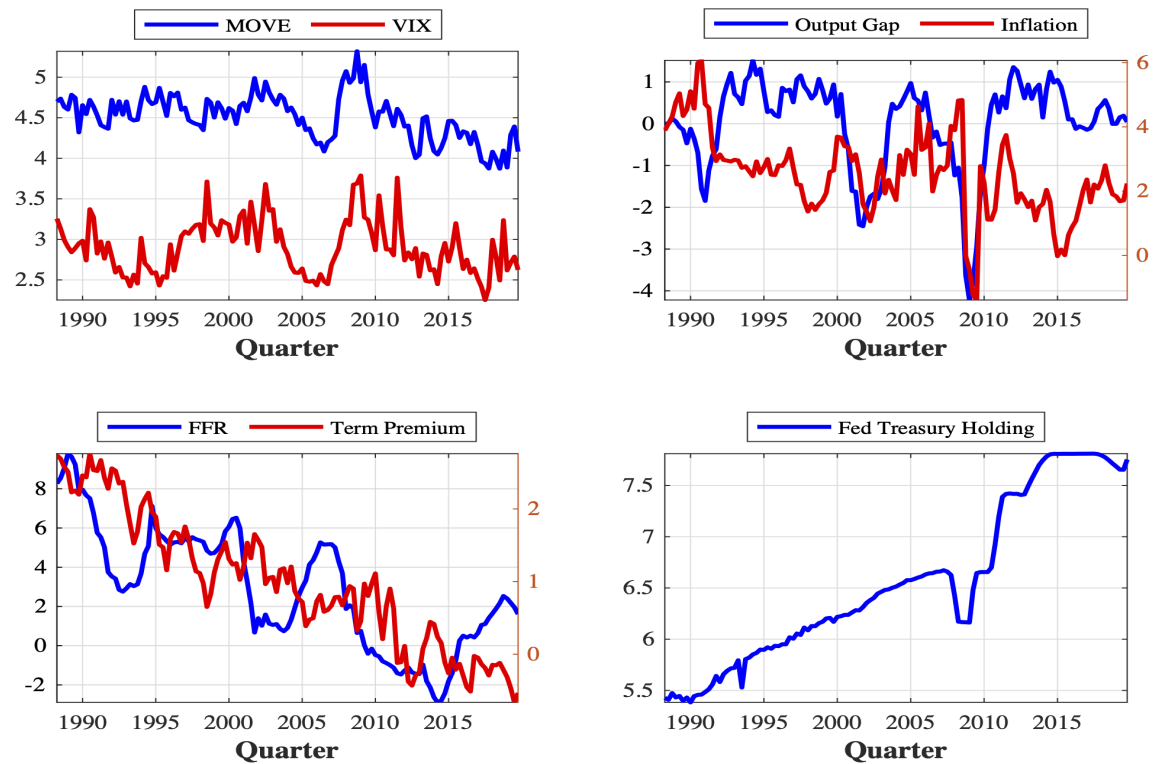 MOVE VIX
5
4.5
4
3.5
3
2.5
1990 1995 2000 2005 2010 2015
Quarter
Output Gap Inflation
1
0
-1
-2
-3
-4
6
4
2
0
1990 1995 2000 2005 2010 2015
Quarter
FFR Term Premium
8
6
4
2
0
-2
2
1
0
1990 1995 2000 2005 2010 2015
Quarter
Fed Treasury Holding
7.5
7
6.5
6
5.5
1990 1995 2000 2005 2010 2015
Quarter